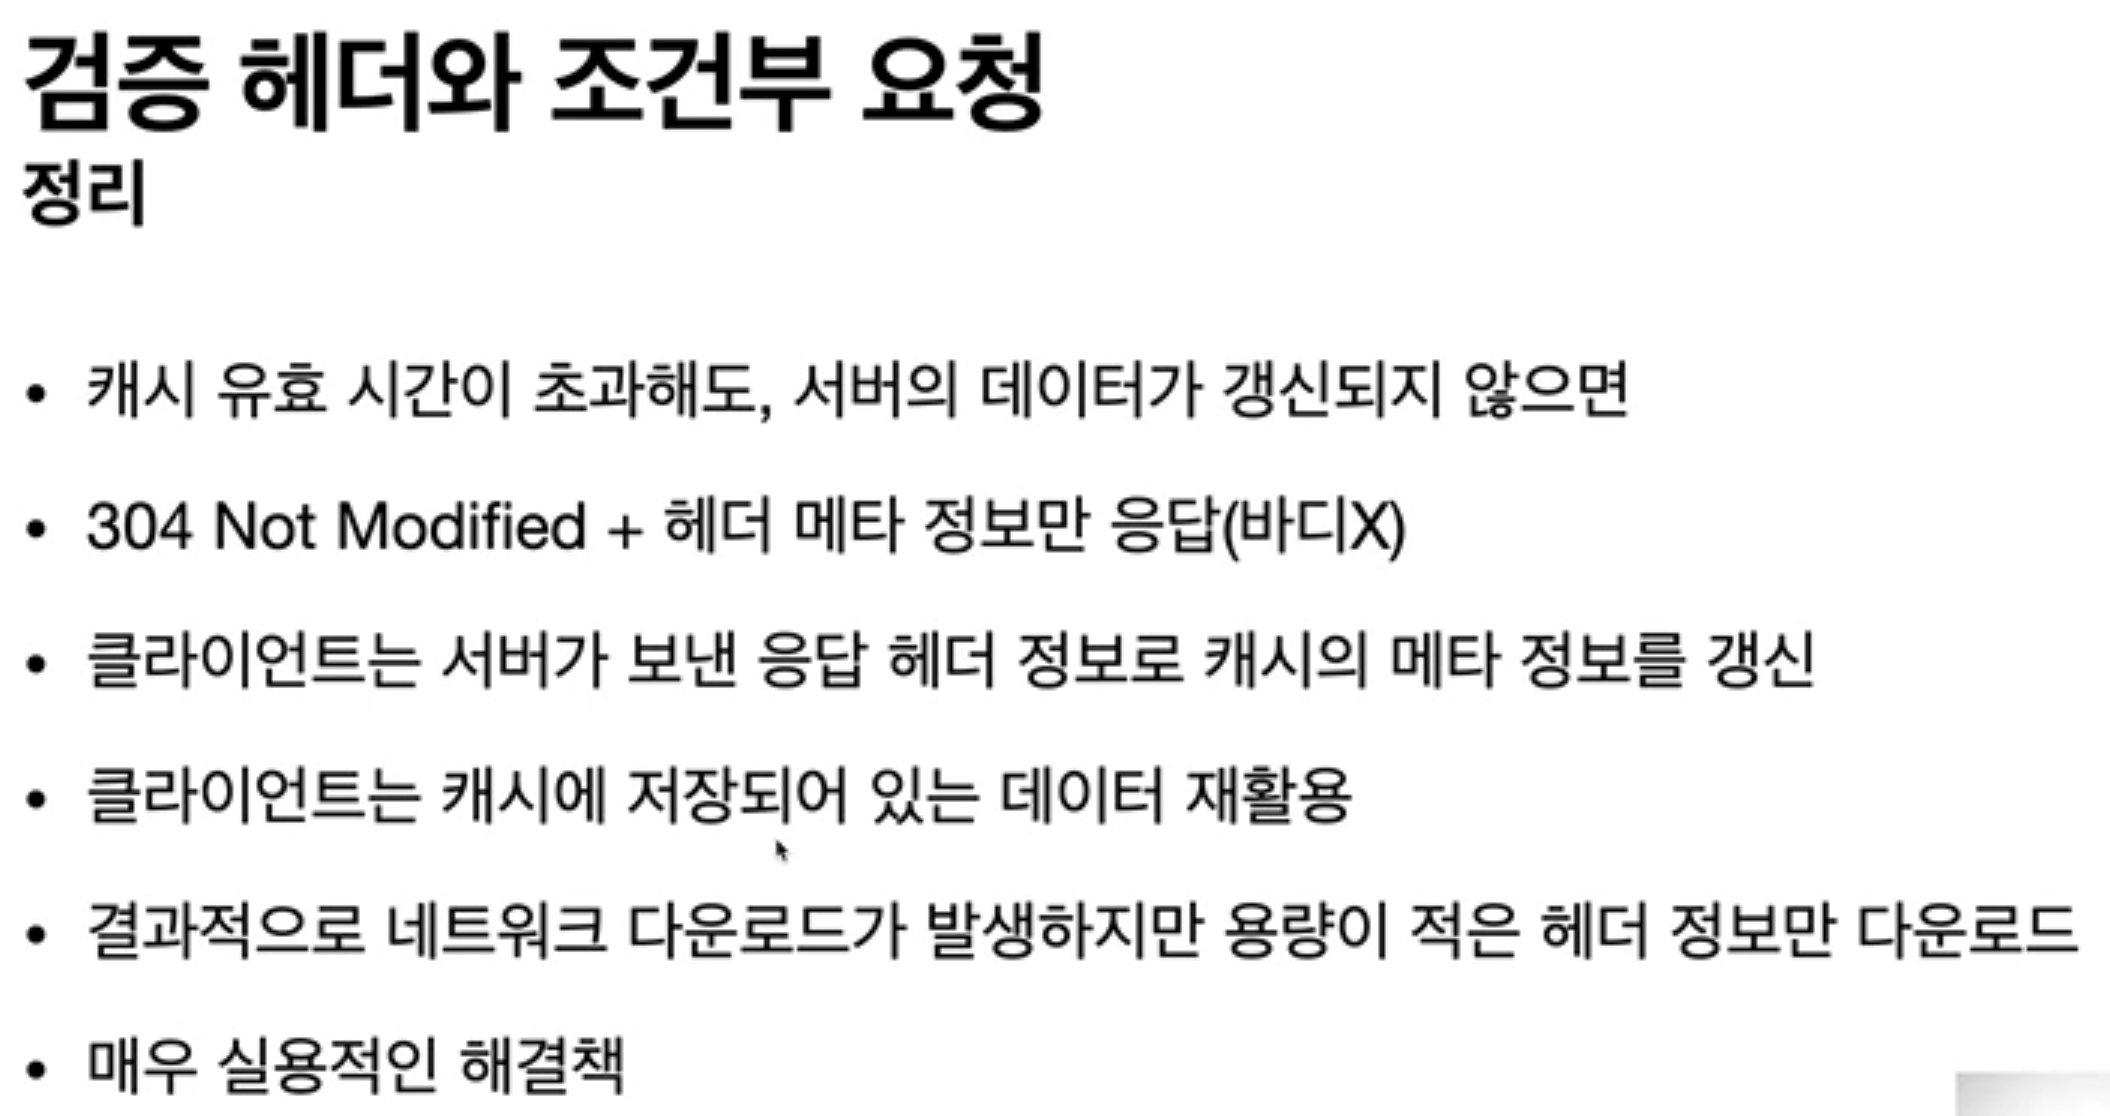 검증 헤더와 조건부 요청
정리
• 캐시 유효 시간이 초과해도, 서버의 데이터가 갱신되지 않으면
• 304 Not Modified + 헤더 메타 정보만 응답(바디X)
• 클라이언트는 서버가 보낸 응답 헤더 정보로 캐시의 메타 정보를 갱신
• 클라이언트는 캐시에 저장되어 있는 데이터 재활용
• 결과적으로 네트워크 다운로드가 발생하지만 용량이 적은 헤더 정보만 다운로드
• 매우 실용적인 해결책